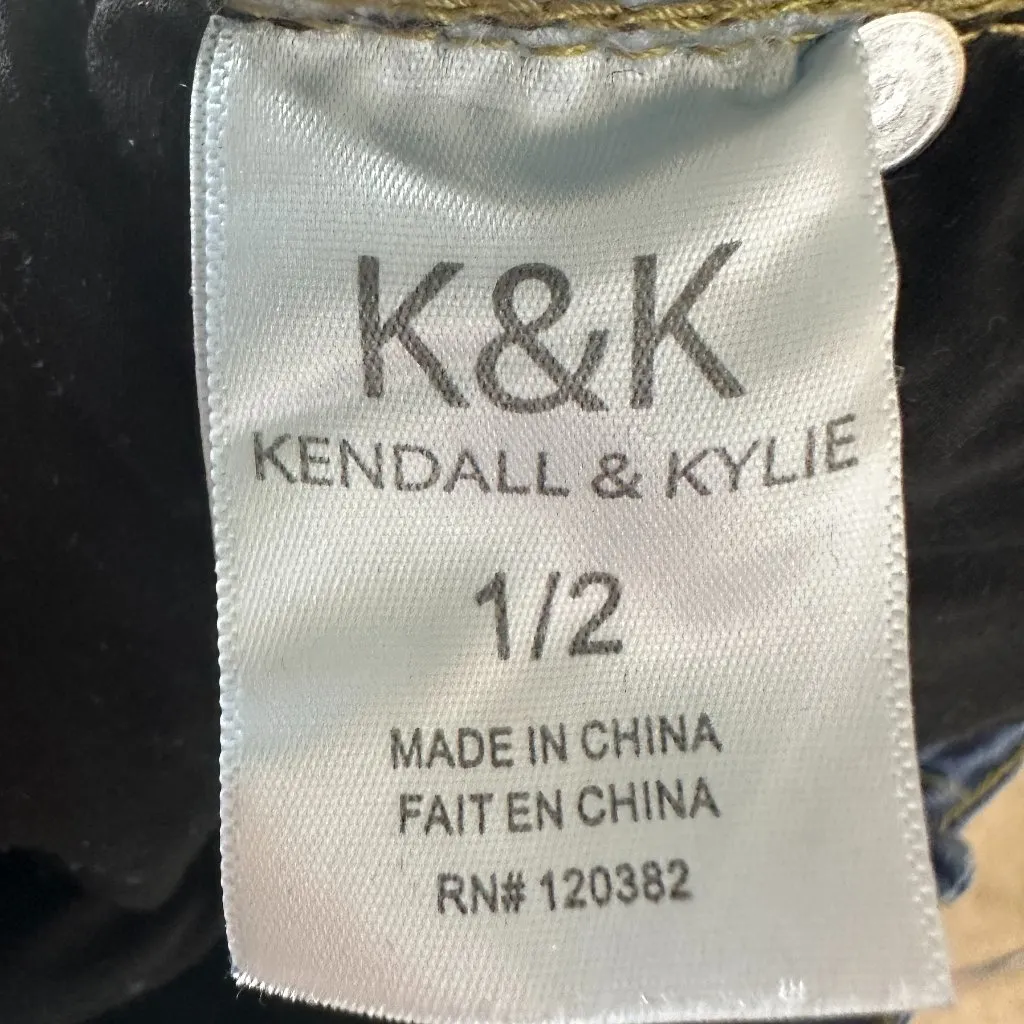 K&K
KENDALL & KYLIE
1/2
MADE IN CHINA
FAIT EN CHINA
RN# 120382